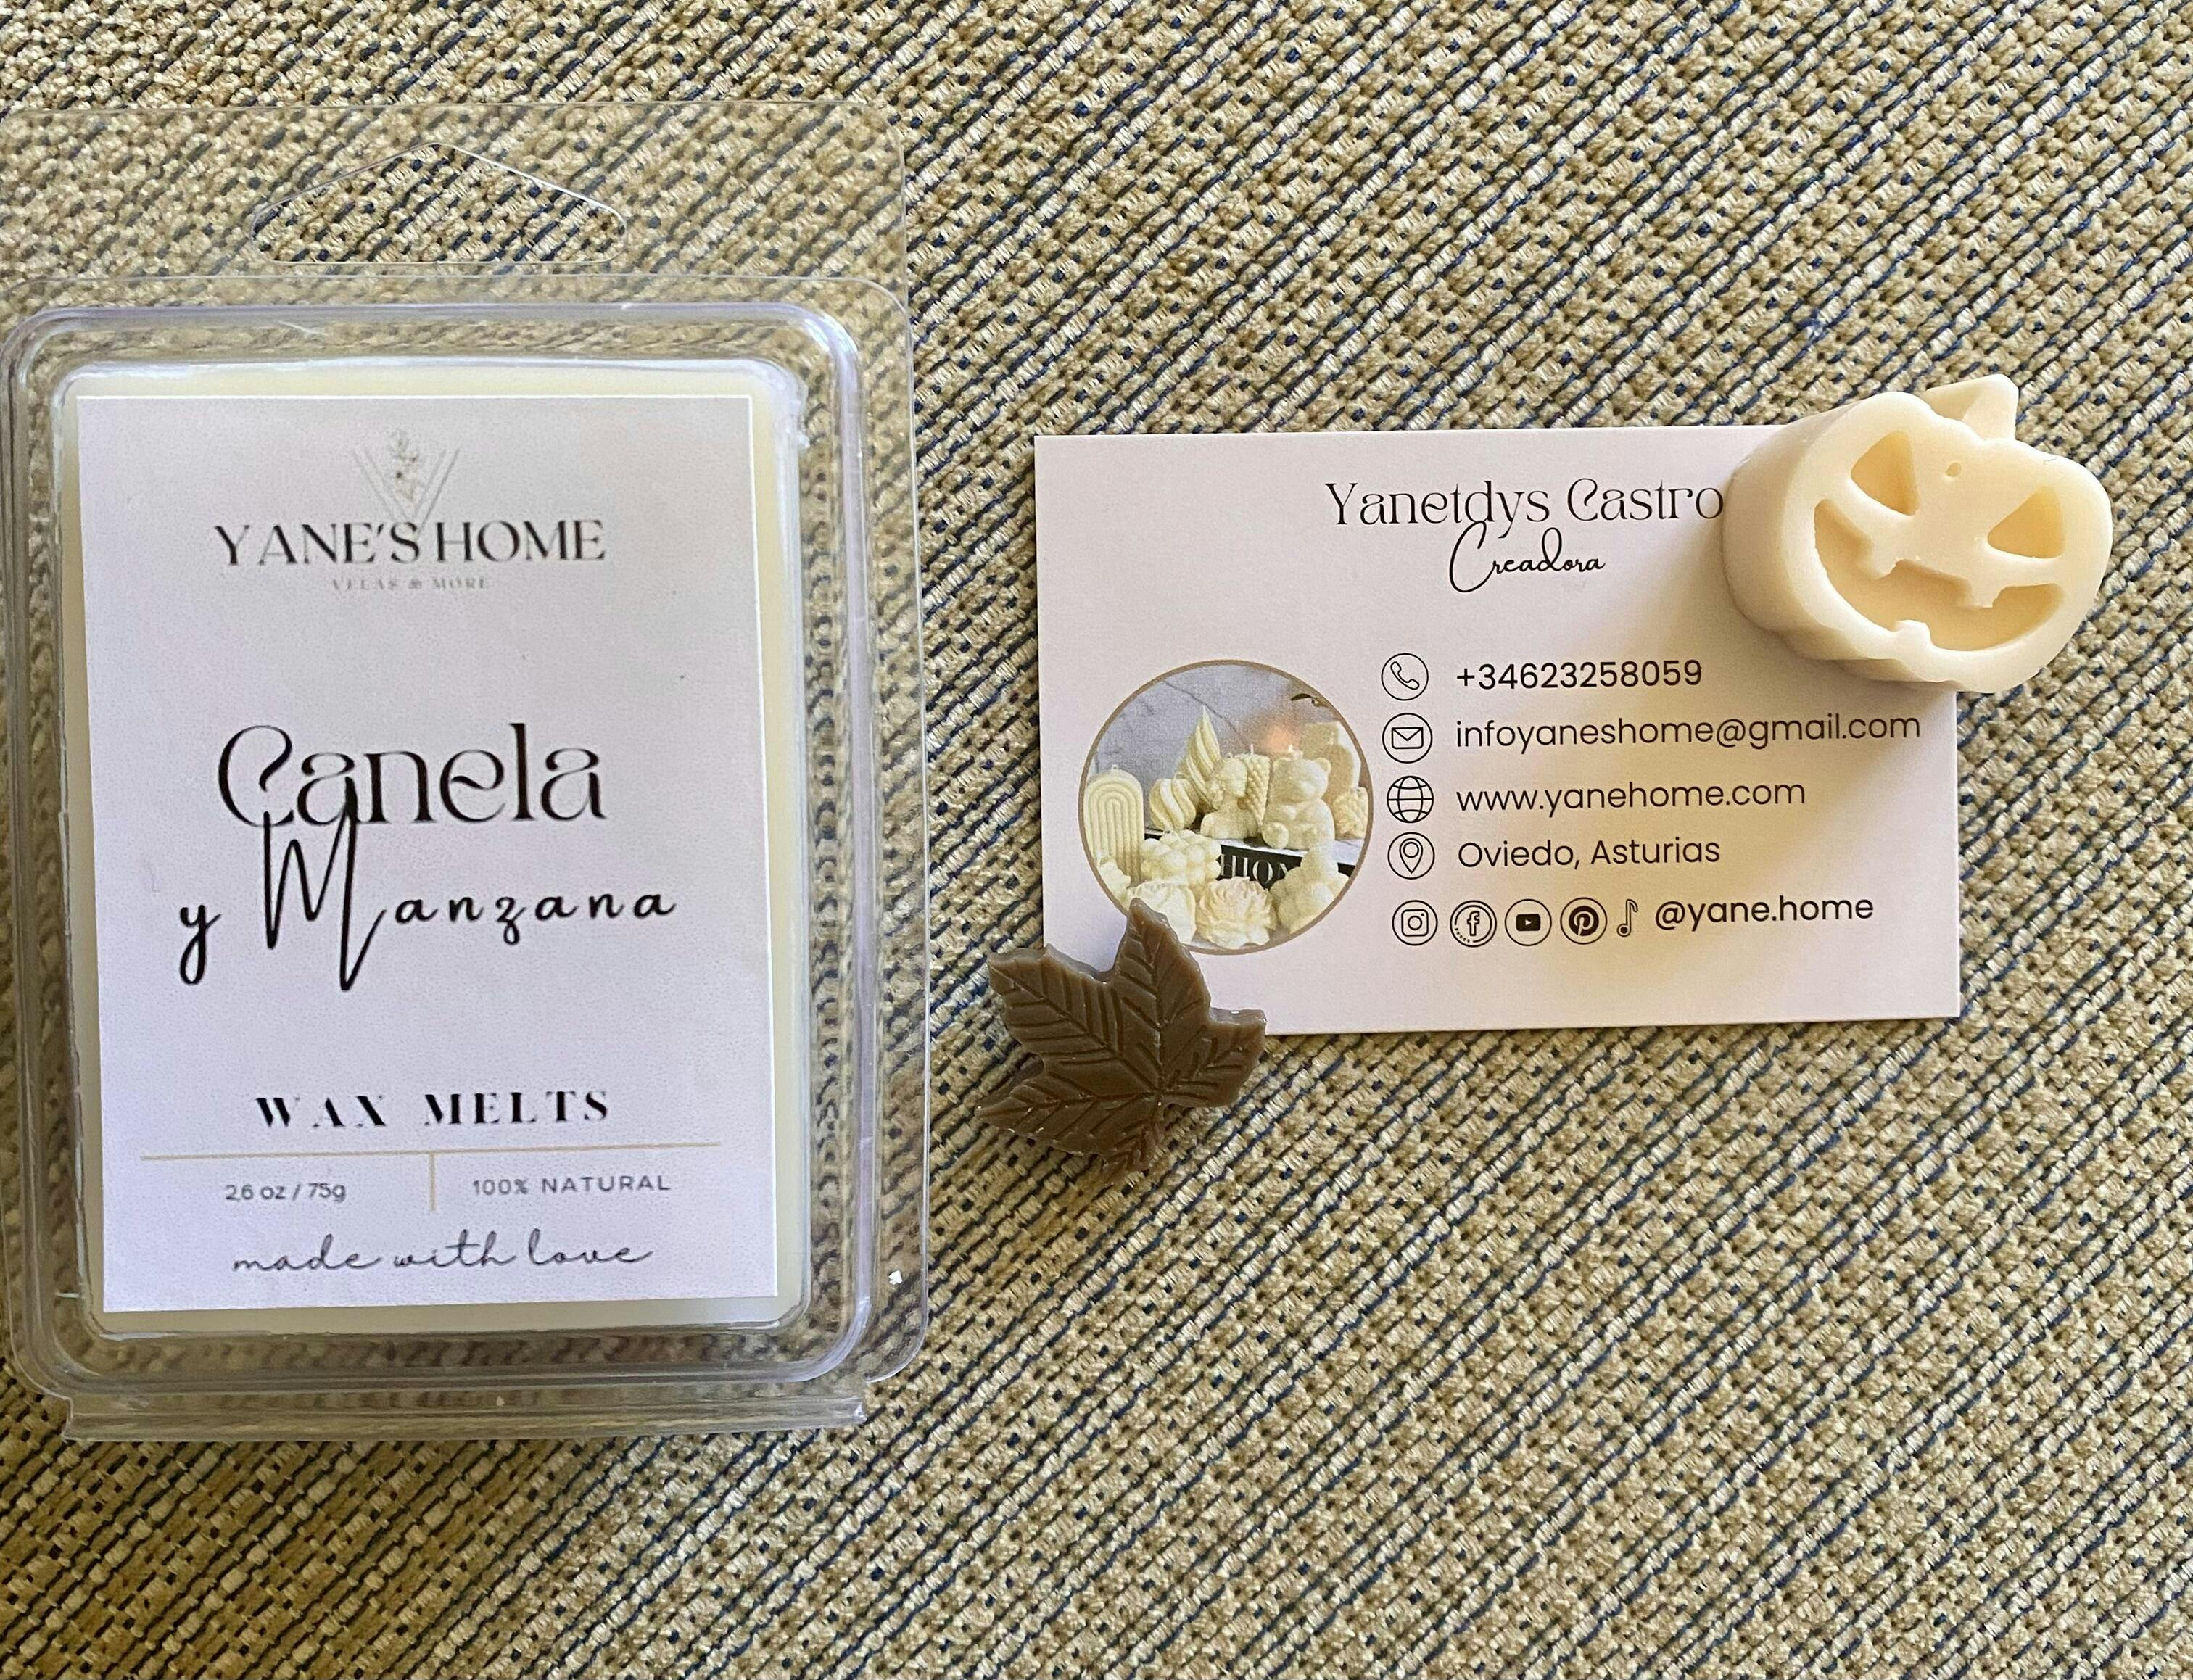 YANE'S HOME
VELAS & MORE
Canela
y Manzana
WAX MELTS
2.6 oz / 75g
100% NATURAL
made with love
Yanetdys Castro
Creadora
+34623258059
infoyaneshome@gmail.com
www.yanehome.com
Oviedo, Asturias
@yane.home